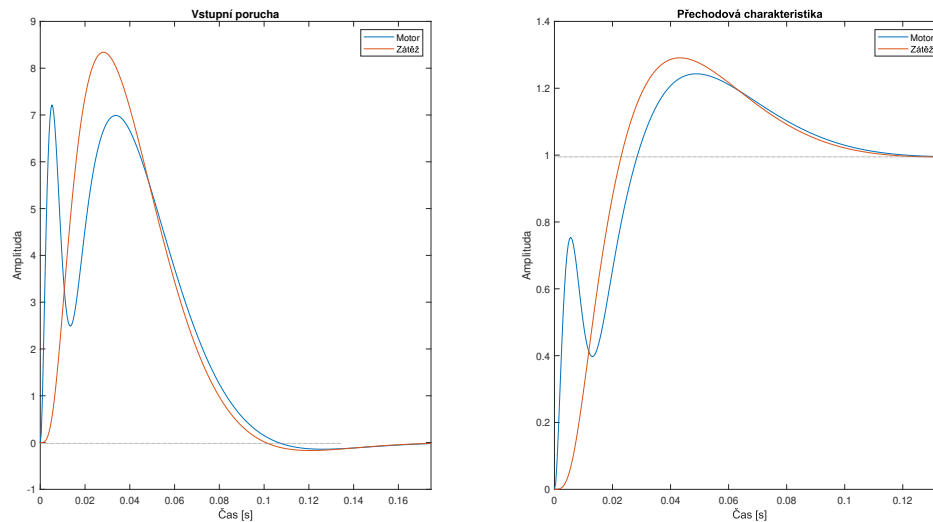 Vstupní porucha
Motor
Zátěž
9
8
7
6
5
4
3
2
1
0
-1
Amplituda
0 0.02 0.04 0.06 0.08 0.1 0.12 0.14 0.16
Čas [s]
Přechodová charakteristika
Motor
Zátěž
1.4
1.2
1
0.8
0.6
0.4
0.2
0
Amplituda
0 0.02 0.04 0.06 0.08 0.1 0.12
Čas [s]